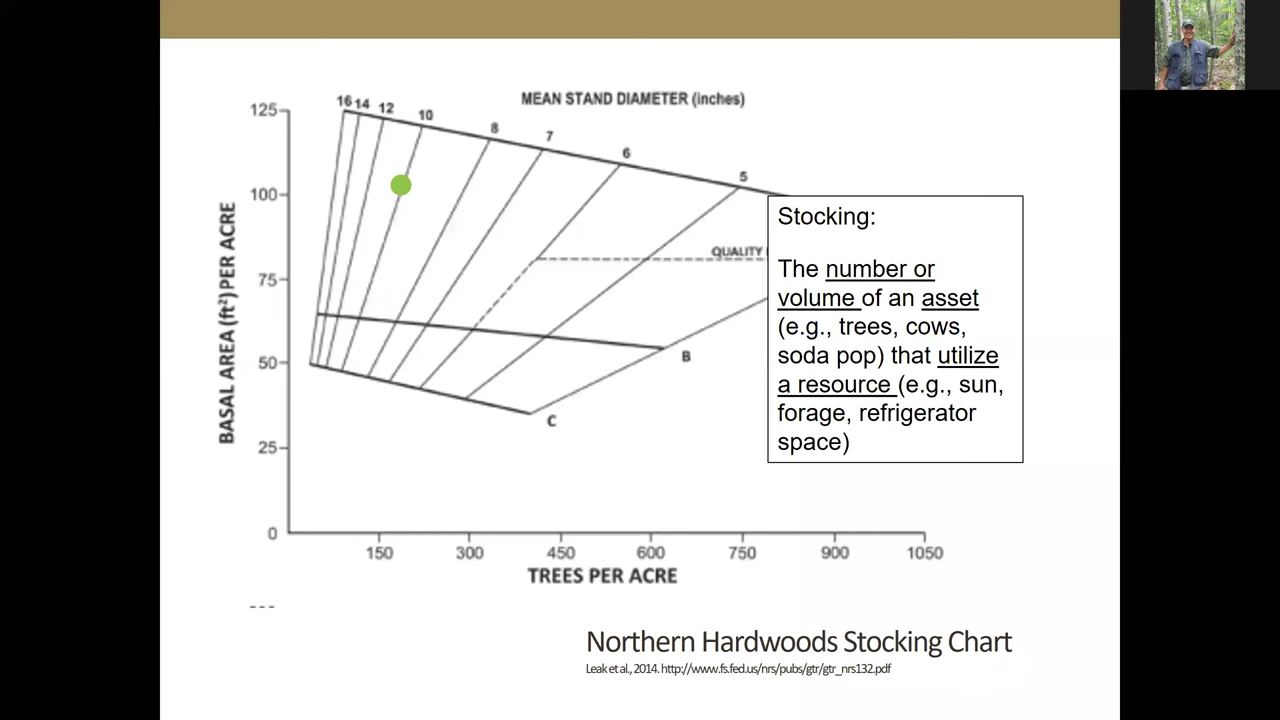 MEAN STAND DIAMETER (inches)
16 14 12 10 8 7 6 5
125
100
75
50
25
0
BASAL AREA (ft²) PER ACRE
QUALITY
B
C
150 300 450 600 750 900 1050
TREES PER ACRE
Stocking:
The number or
volume of an asset
(e.g., trees, cows,
soda pop) that utilize
a resource (e.g., sun,
forage, refrigerator
space)
Northern Hardwoods Stocking Chart
Leak et al., 2014. http://www.fs.fed.us/nrs/pubs/gtr/gtr_nrs132.pdf